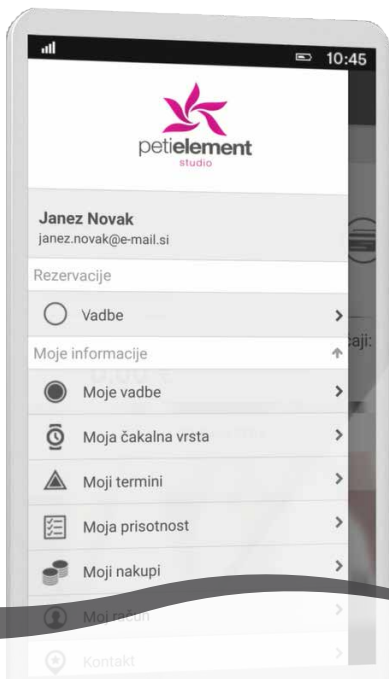 10:45
petielement
studio
Janez Novak
janez.novak@e-mail.si
Rezervacije
Vadbe
Moje informacije
Moje vadbe
Moja čakalna vrsta
Moji termini
Moja prisotnost
Moji nakupi
Moj račun
Kontakt